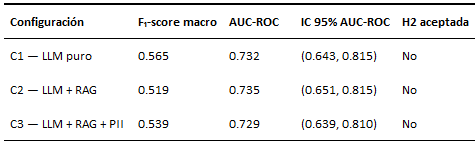 Configuración F₁-score macro AUC-ROC IC 95% AUC-ROC H2 aceptada
C1 — LLM puro 0.565 0.732 (0.643, 0.815) No
C2 — LLM + RAG 0.519 0.735 (0.651, 0.815) No
C3 — LLM + RAG + PII 0.539 0.729 (0.639, 0.810) No